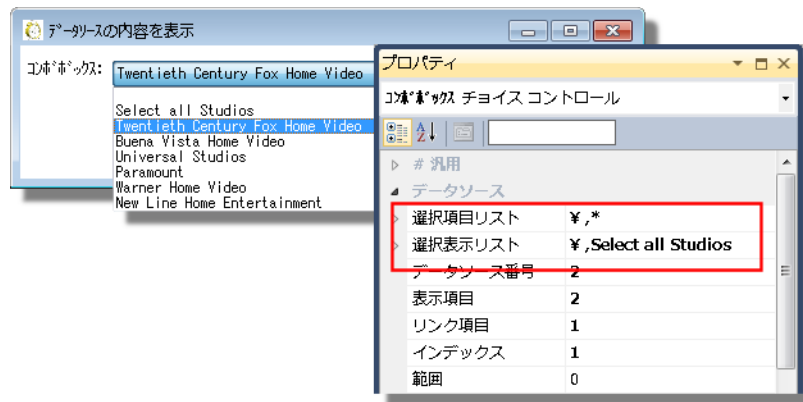 ﾃﾞｰﾀｿｰｽの内容を表示
ｺﾝﾎﾞﾎﾞｯｸｽ:
Twentieth Century Fox Home Video
Select all Studios
Twentieth Century Fox Home Video
Buena Vista Home Video
Universal Studios
Paramount
Warner Home Video
New Line Home Entertainment
プロパティ
ｺﾝﾎﾞﾎﾞｯｸｽ チョイス コントロール
# 汎用
データソース
選択項目リスト ¥,*
選択表示リスト ¥,Select all Studios
データソース番号 2
表示項目 2
リンク項目 1
インデックス 1
範囲 0